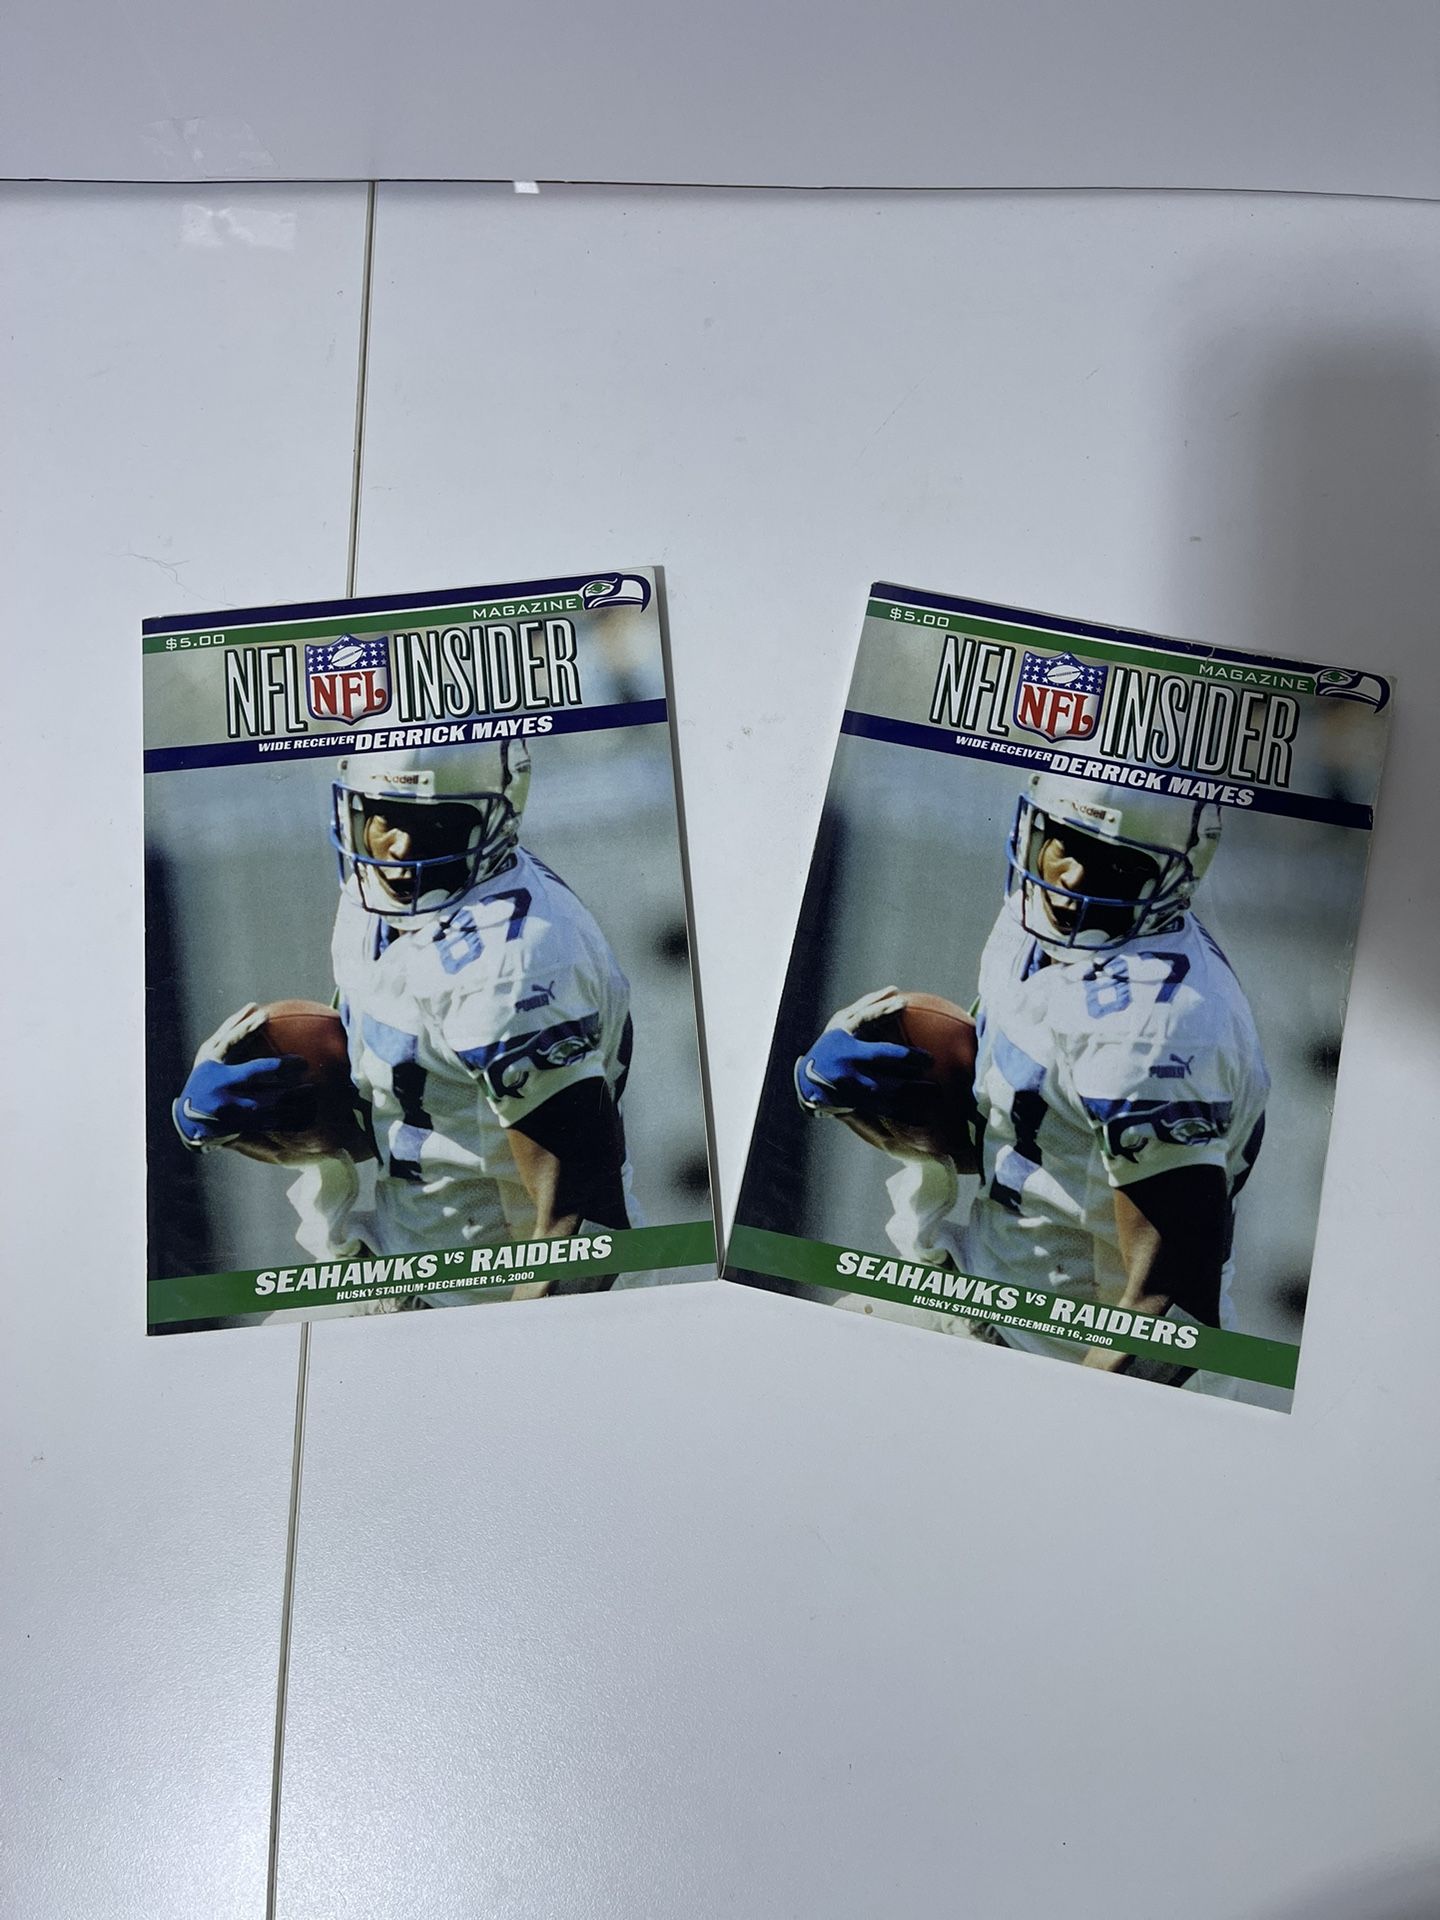 $5.00 MAGAZINE
NFL NFL INSIDER
WIDE RECEIVER DERRICK MAYES
Riddell
87
PUMA
SEAHAWKS VS RAIDERS
HUSKY STADIUM·DECEMBER 16, 2000
$5.00 MAGAZINE
NFL NFL INSIDER
WIDE RECEIVER DERRICK MAYES
Riddell
87
PUMA
SEAHAWKS VS RAIDERS
HUSKY STADIUM·DECEMBER 16, 2000